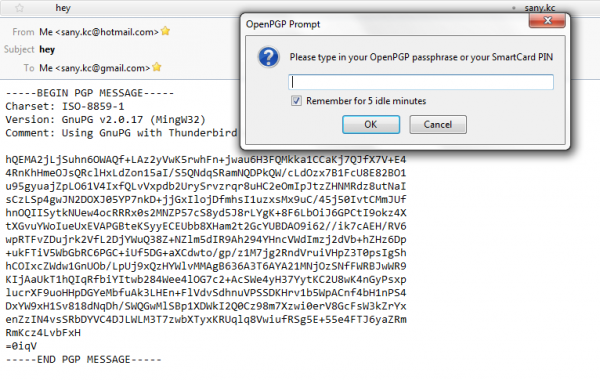 hey
sany.kc
From Me <sany.kc@hotmail.com>
Subject hey
To Me <sany.kc@gmail.com>
OpenPGP Prompt
Please type in your OpenPGP passphrase or your SmartCard PIN
Remember for 5 idle minutes
OK Cancel
-----BEGIN PGP MESSAGE-----
Charset: ISO-8859-1
Version: GnuPG v2.0.17 (MingW32)
Comment: Using GnuPG with Thunderbird
hQEMA2jLjSuhn6OWAQf+LAz2yVwK5rwhFn+jwau6H3FQMkka1CCaKj7QJfX7V+E4
4RnKhHmeOJsQRclHxLdZon15aI/S5QNdqSRamNQDPkQW/cLdOzx7B1FcU8E82BO1
u95gyuajZpLO61V4IxfQLvVxpdb2UrySrvzrqr8uHC2eOmIpJtzZHNMRdz8utNaI
sCzLSp4gwJN2DOXJ05YP7nkD+jjGxIlojDfmhsI1uzxsMx9uC/45j50IvtCMmJUf
hnOQIISytkNUew4ocRRRx0s2MNZP57cS8yd5J8rLYgK+8F6LbOiJ6GPCtI9okz4X
tXGvuYWoIueUxEVAPGBteKSyyECEUbb8XHam2t2GcYUBDAO9i62//ik7cAEH/RV6
wpRTFvZDujrk2VfL2DjYWuQ38Z+NZlm5dIR9Ah294YHncVWdImzj2dVb+hZHz6Dp
+ukFTiV5WbGbRC6PGC+iUf5DG+aXCdwto/gp/z1M7jg2RndVruiVHpZ3T0psIgSh
hCOIxcZWdw1GnUOb/LpUj9xQzHYWlvMMAgB636A3T6AYA21MNjOzSNfFWRBJwWR9
KIjAaUkT1hQIqRfbiYItwb284Wee4lOG7c2+AcSWe4yH37YytKC2U8wK4nGyPsxp
lucrXF9uoHHpDGYeMbfuAk3LHEn+FlVdvSdhnuVPSSDKHrv1b5WpACnf4bH1nPS4
DxYW9xH1Sv818dNqDh/SWQGwMlSBp1XDWkI2Q0Cz98m7Xzwi0erV8GcFsW3kZrYx
enZzIN4vsSRbDYVC4DJLWLM3T7zwbXTyxKRUqlq8VwiufRSg5E+55e4FTJ6yaZRm
RmKcz4LvbFxH
=0iqV
-----END PGP MESSAGE-----